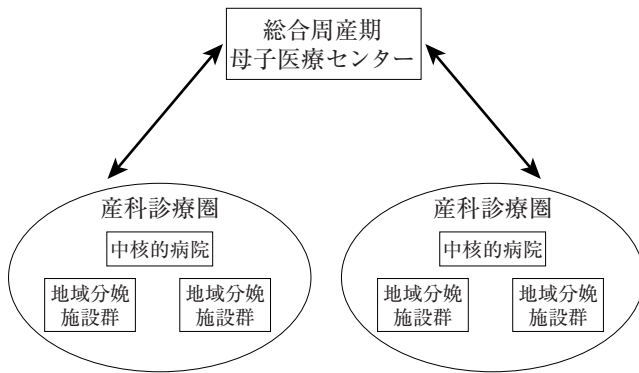 総合周産期
母子医療センター
産科診療圏
中核的病院
地域分娩
施設群
地域分娩
施設群
産科診療圏
中核的病院
地域分娩
施設群
地域分娩
施設群